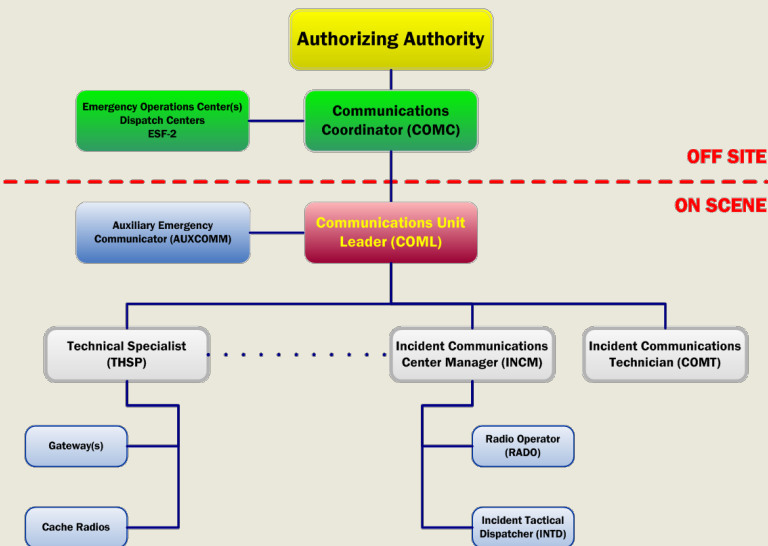 Authorizing Authority
Emergency Operations Center(s)
Dispatch Centers
ESF-2
Communications
Coordinator (COMC)
OFF SITE
ON SCENE
Auxiliary Emergency
Communicator (AUXCOMM)
Communications Unit
Leader (COML)
Technical Specialist
(THSP)
Incident Communications
Center Manager (INCM)
Incident Communications
Technician (COMT)
Gateway(s)
Radio Operator
(RADO)
Cache Radios
Incident Tactical
Dispatcher (INTD)